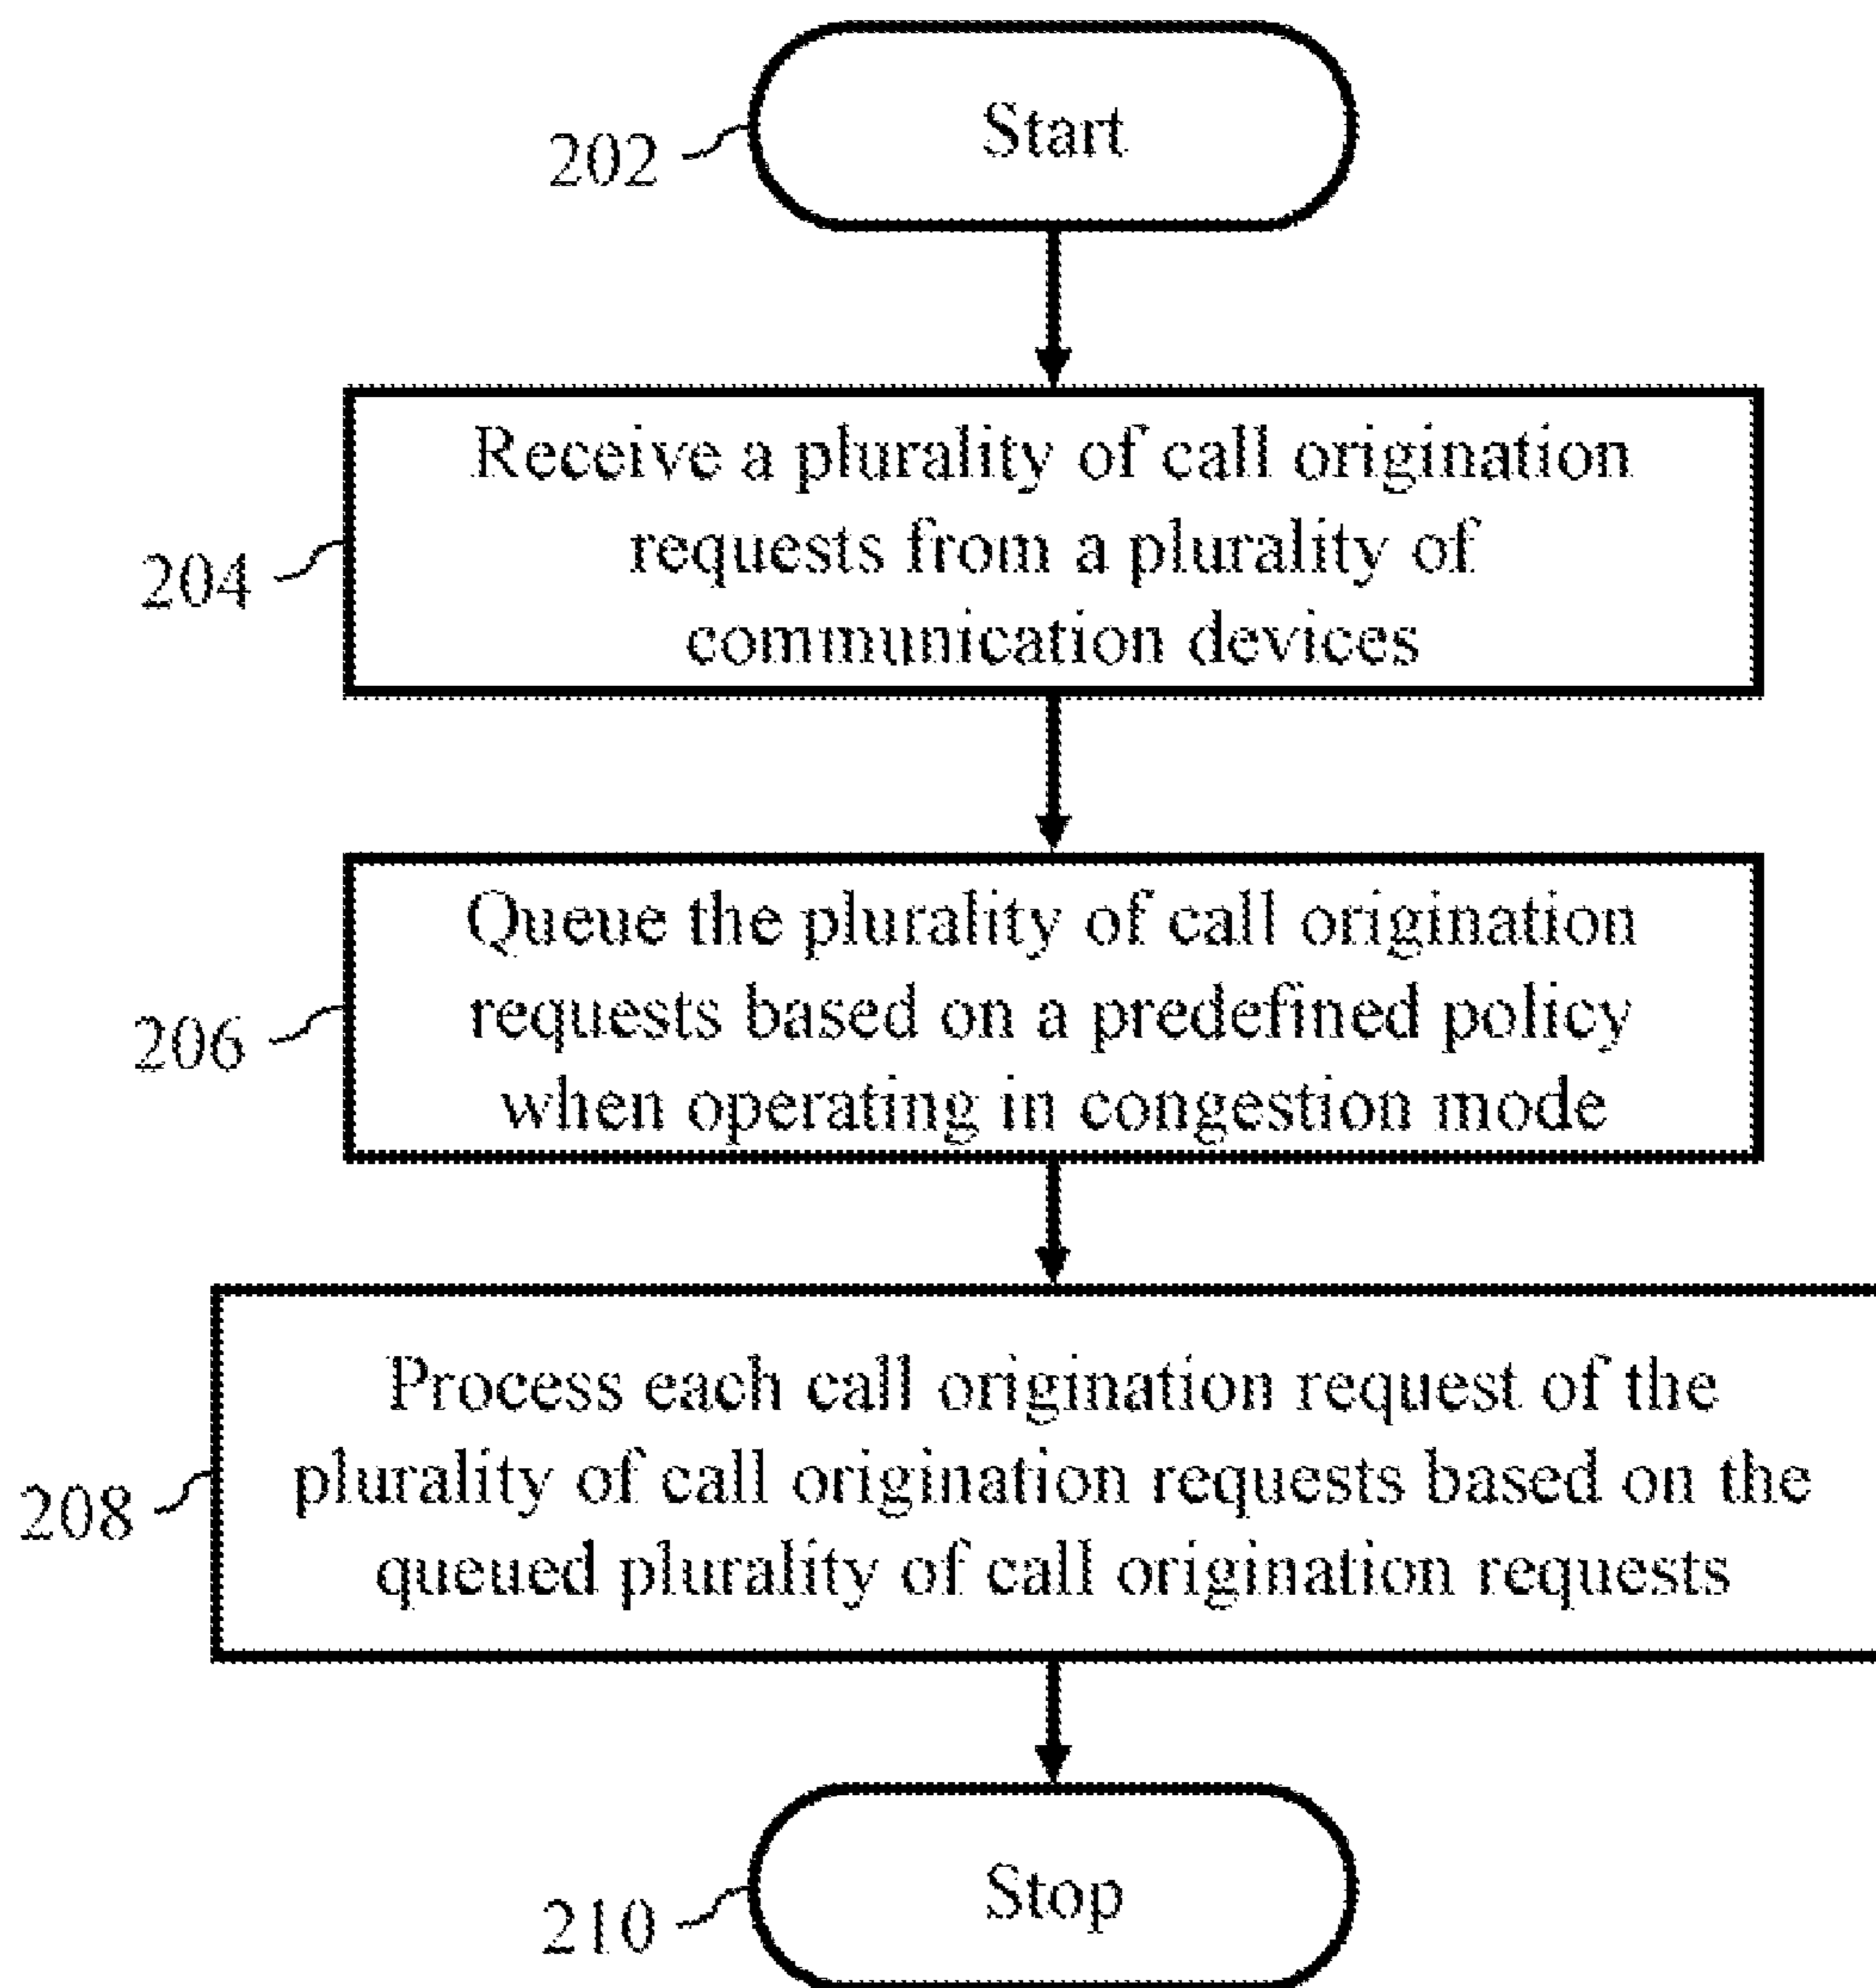 Start
202
Receive a plurality of call origination
requests from a plurality of
communication devices
204
Queue the plurality of call origination
requests based on a predefined policy
when operating in congestion mode
206
Process each call origination request of the
plurality of call origination requests based on the
queued plurality of call origination requests
208
Stop
210